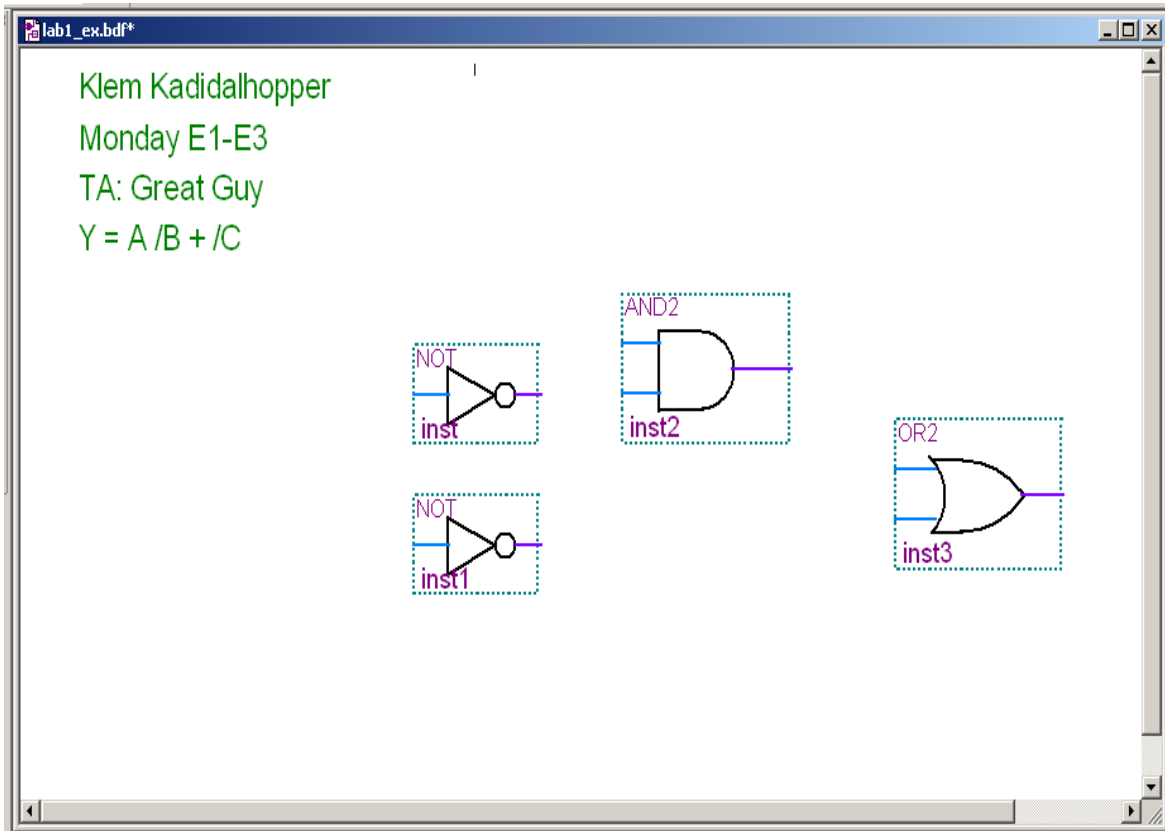 lab1_ex.bdf*
Klem Kadidalhopper
Monday E1-E3
TA: Great Guy
Y = A /B + /C
AND2
inst2
NOT
inst
OR2
inst3
NOT
inst1